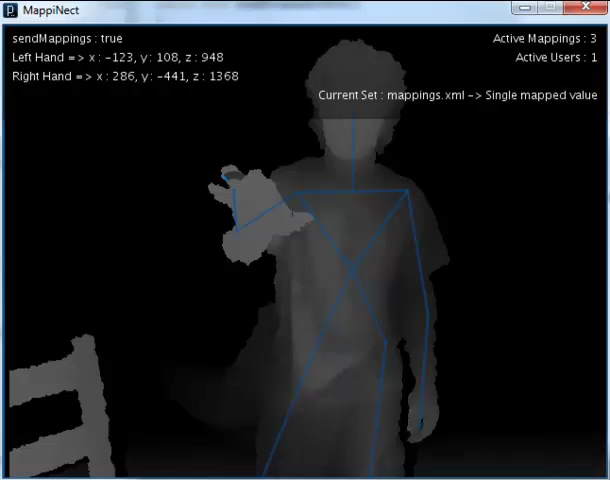 MappiNect
sendMappings : true
Left Hand => x : -123, y: 108, z : 948
Right Hand => x : 286, y: -441, z : 1368
Active Mappings : 3
Active Users : 1
Current Set : mappings.xml -> Single mapped value